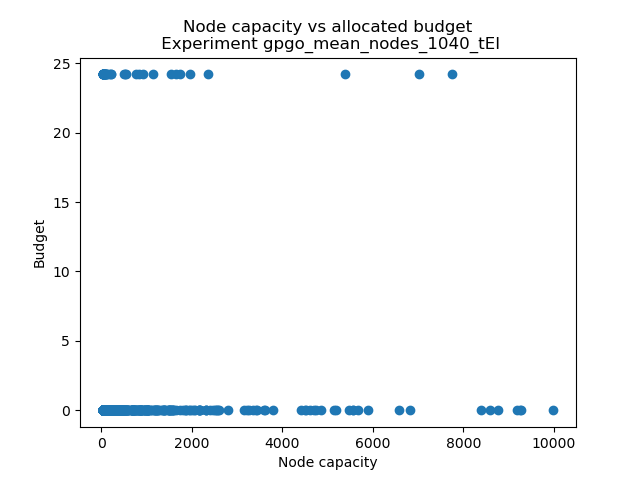 Node capacity vs allocated budget
Experiment gpgo_mean_nodes_1040_tEI
25
20
15
10
5
0
Budget
0 2000 4000 6000 8000 10000
Node capacity